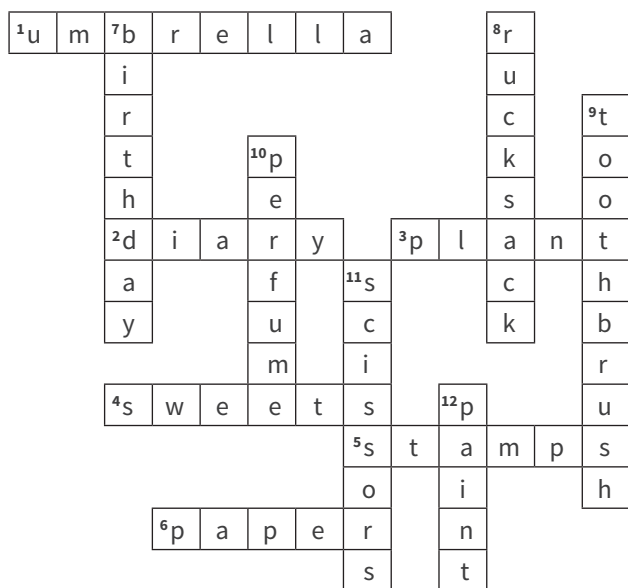 1u m 7b r e l l a 8r
i u
r c 9t
t 10p k o
h e s o
2d i a r y 3p l a n t
a f 11s c h
y u c k b
m i r
4s w e e t s 12p u
5s t a m p s
o i h
6p a p e r n
s t